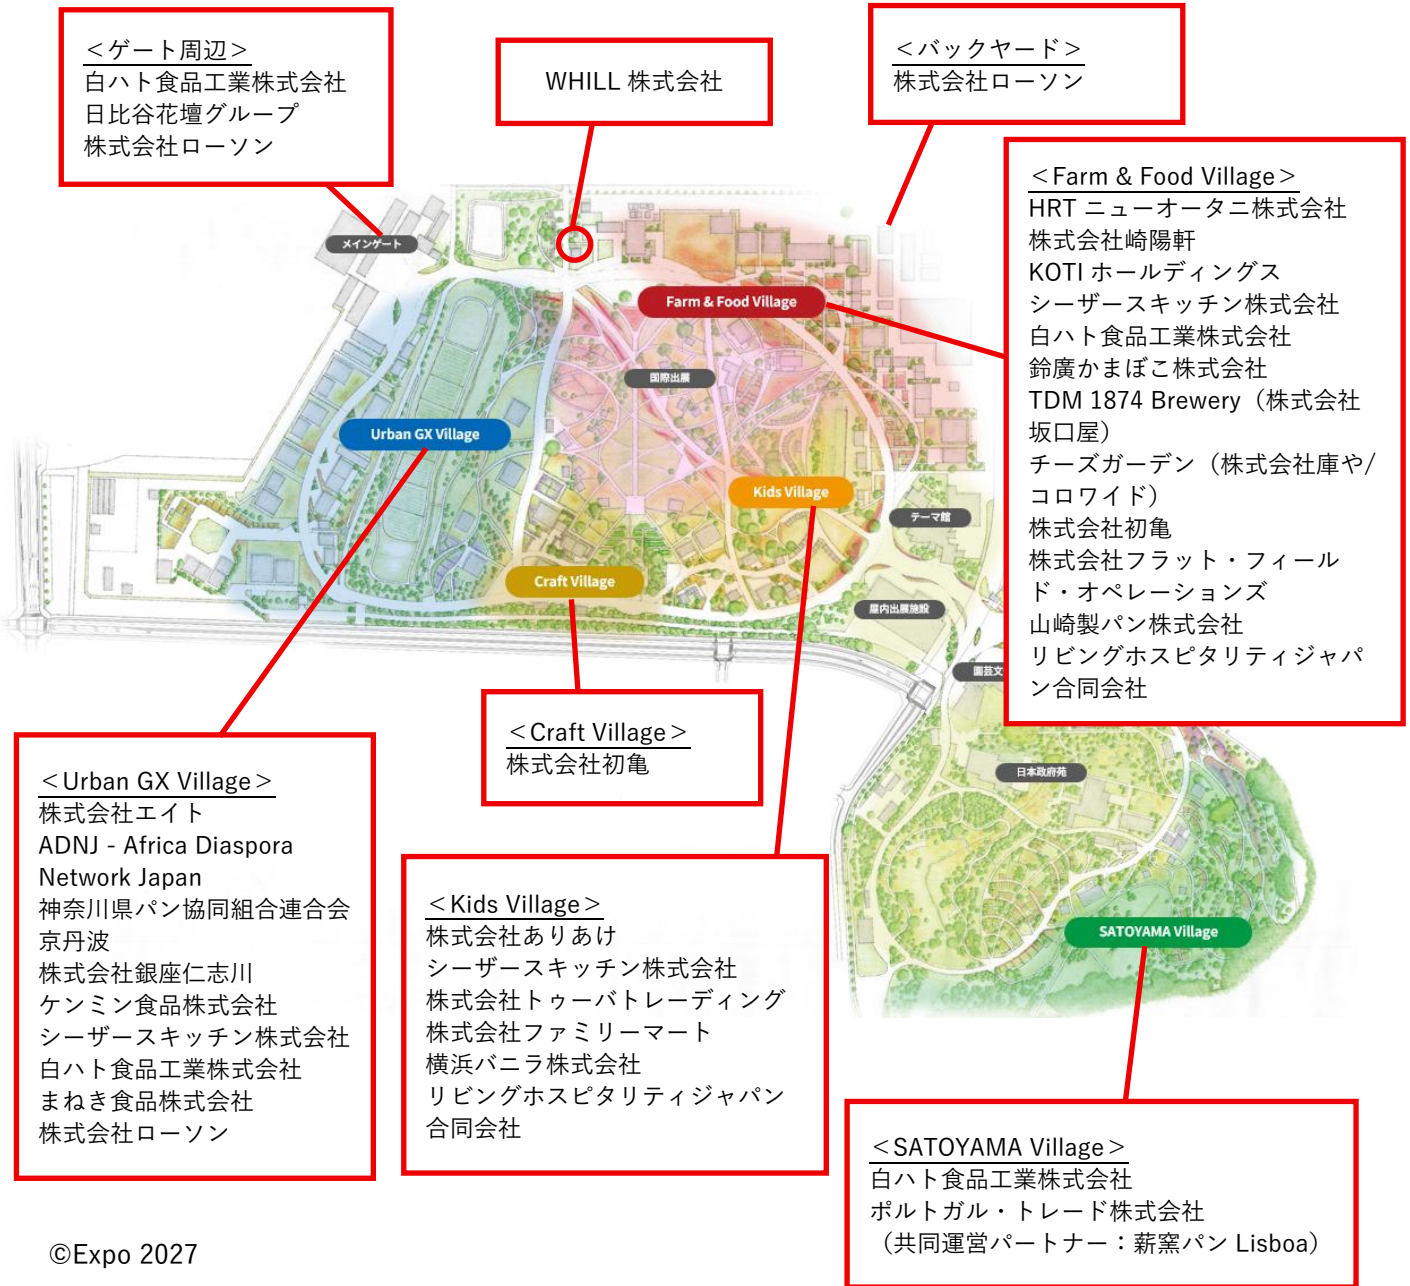 ＜ゲート周辺＞
白ハト食品工業株式会社
日比谷花壇グループ
株式会社ローソン
WHILL 株式会社
＜バックヤード＞
株式会社ローソン
＜Farm & Food Village＞
HRT ニューオータニ株式会社
株式会社崎陽軒
KOTI ホールディングス
シーザースキッチン株式会社
白ハト食品工業株式会社
鈴廣かまぼこ株式会社
TDM 1874 Brewery（株式会社
坂口屋）
チーズガーデン（株式会社庫や/
コロワイド）
株式会社初亀
株式会社フラット・フィール
ド・オペレーションズ
山崎製パン株式会社
リビングホスピタリティジャパ
ン合同会社
メインゲート
Farm & Food Village
国際出展
Urban GX Village
Kids Village
テーマ館
Craft Village
屋内出展施設
園芸文
日本政府苑
SATOYAMA Village
＜Craft Village＞
株式会社初亀
＜Urban GX Village＞
株式会社エイト
ADNJ - Africa Diaspora
Network Japan
神奈川県パン協同組合連合会
京丹波
株式会社銀座仁志川
ケンミン食品株式会社
シーザースキッチン株式会社
白ハト食品工業株式会社
まねき食品株式会社
株式会社ローソン
＜Kids Village＞
株式会社ありあけ
シーザースキッチン株式会社
株式会社トゥーバトレーディング
株式会社ファミリーマート
横浜バニラ株式会社
リビングホスピタリティジャパン
合同会社
＜SATOYAMA Village＞
白ハト食品工業株式会社
ポルトガル・トレード株式会社
（共同運営パートナー：薪窯パン Lisboa）
©Expo 2027